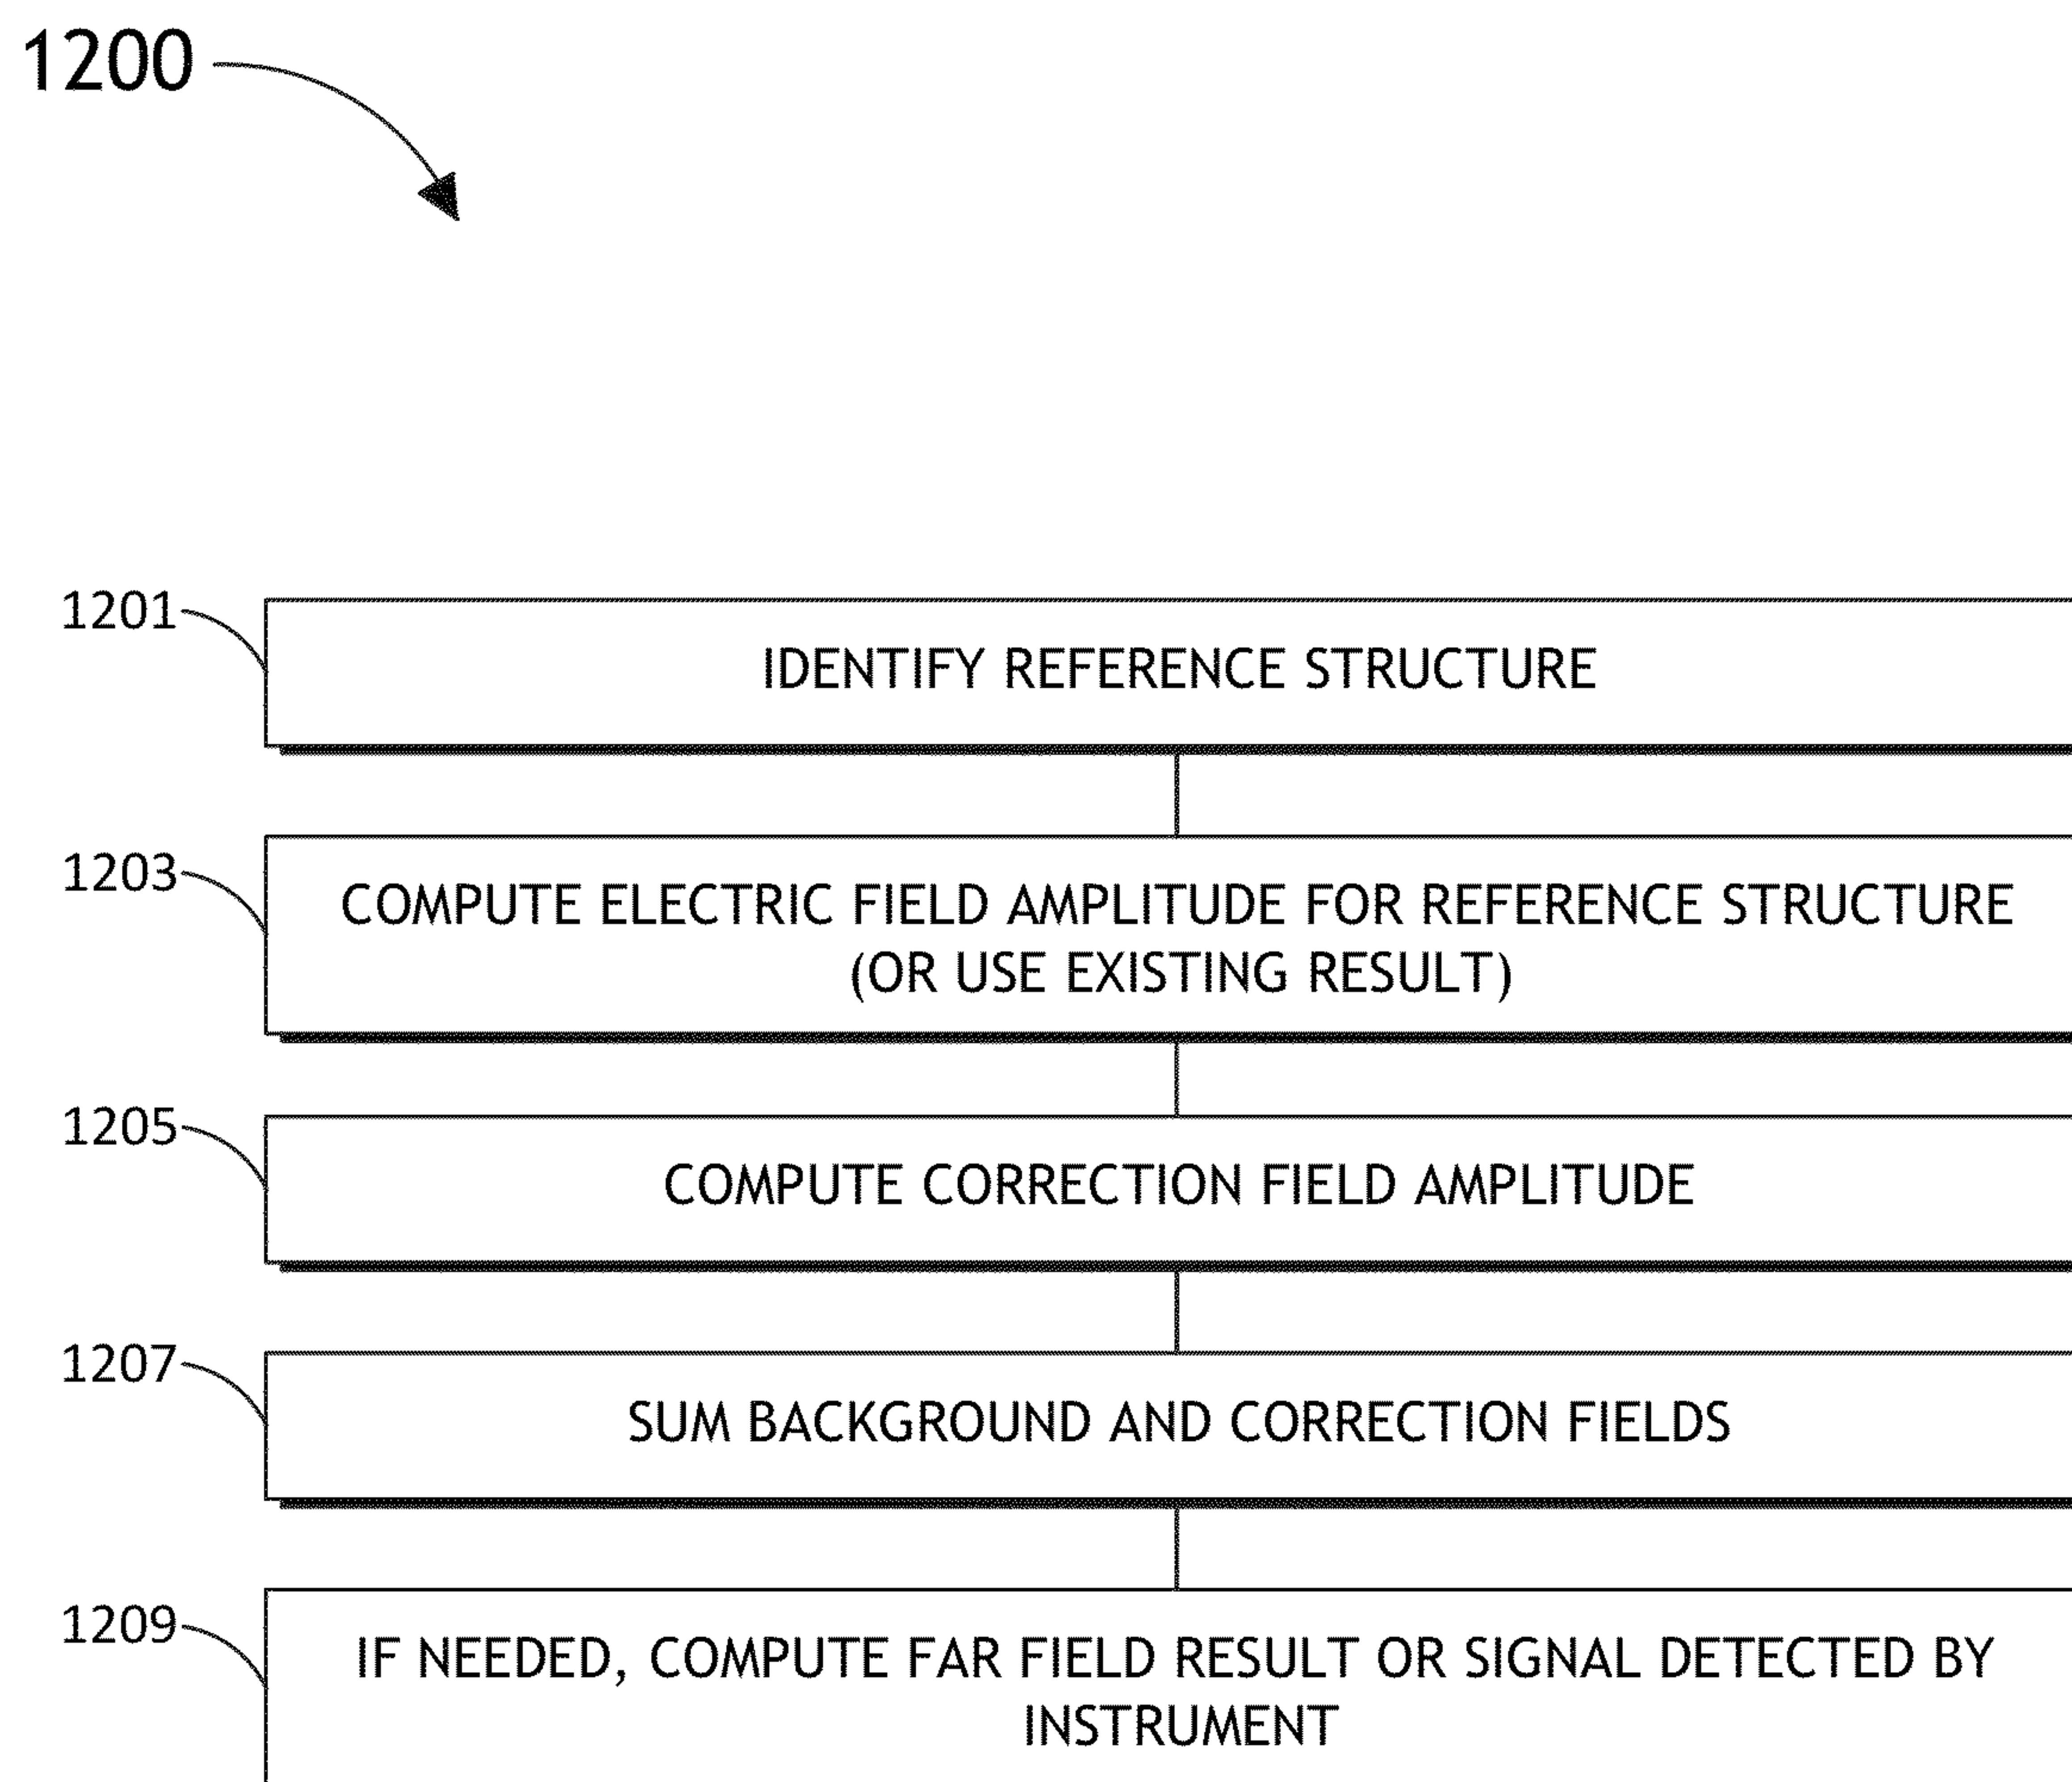 1200
1201
IDENTIFY REFERENCE STRUCTURE
1203
COMPUTE ELECTRIC FIELD AMPLITUDE FOR REFERENCE STRUCTURE
(OR USE EXISTING RESULT)
1205
COMPUTE CORRECTION FIELD AMPLITUDE
1207
SUM BACKGROUND AND CORRECTION FIELDS
1209
IF NEEDED, COMPUTE FAR FIELD RESULT OR SIGNAL DETECTED BY
INSTRUMENT